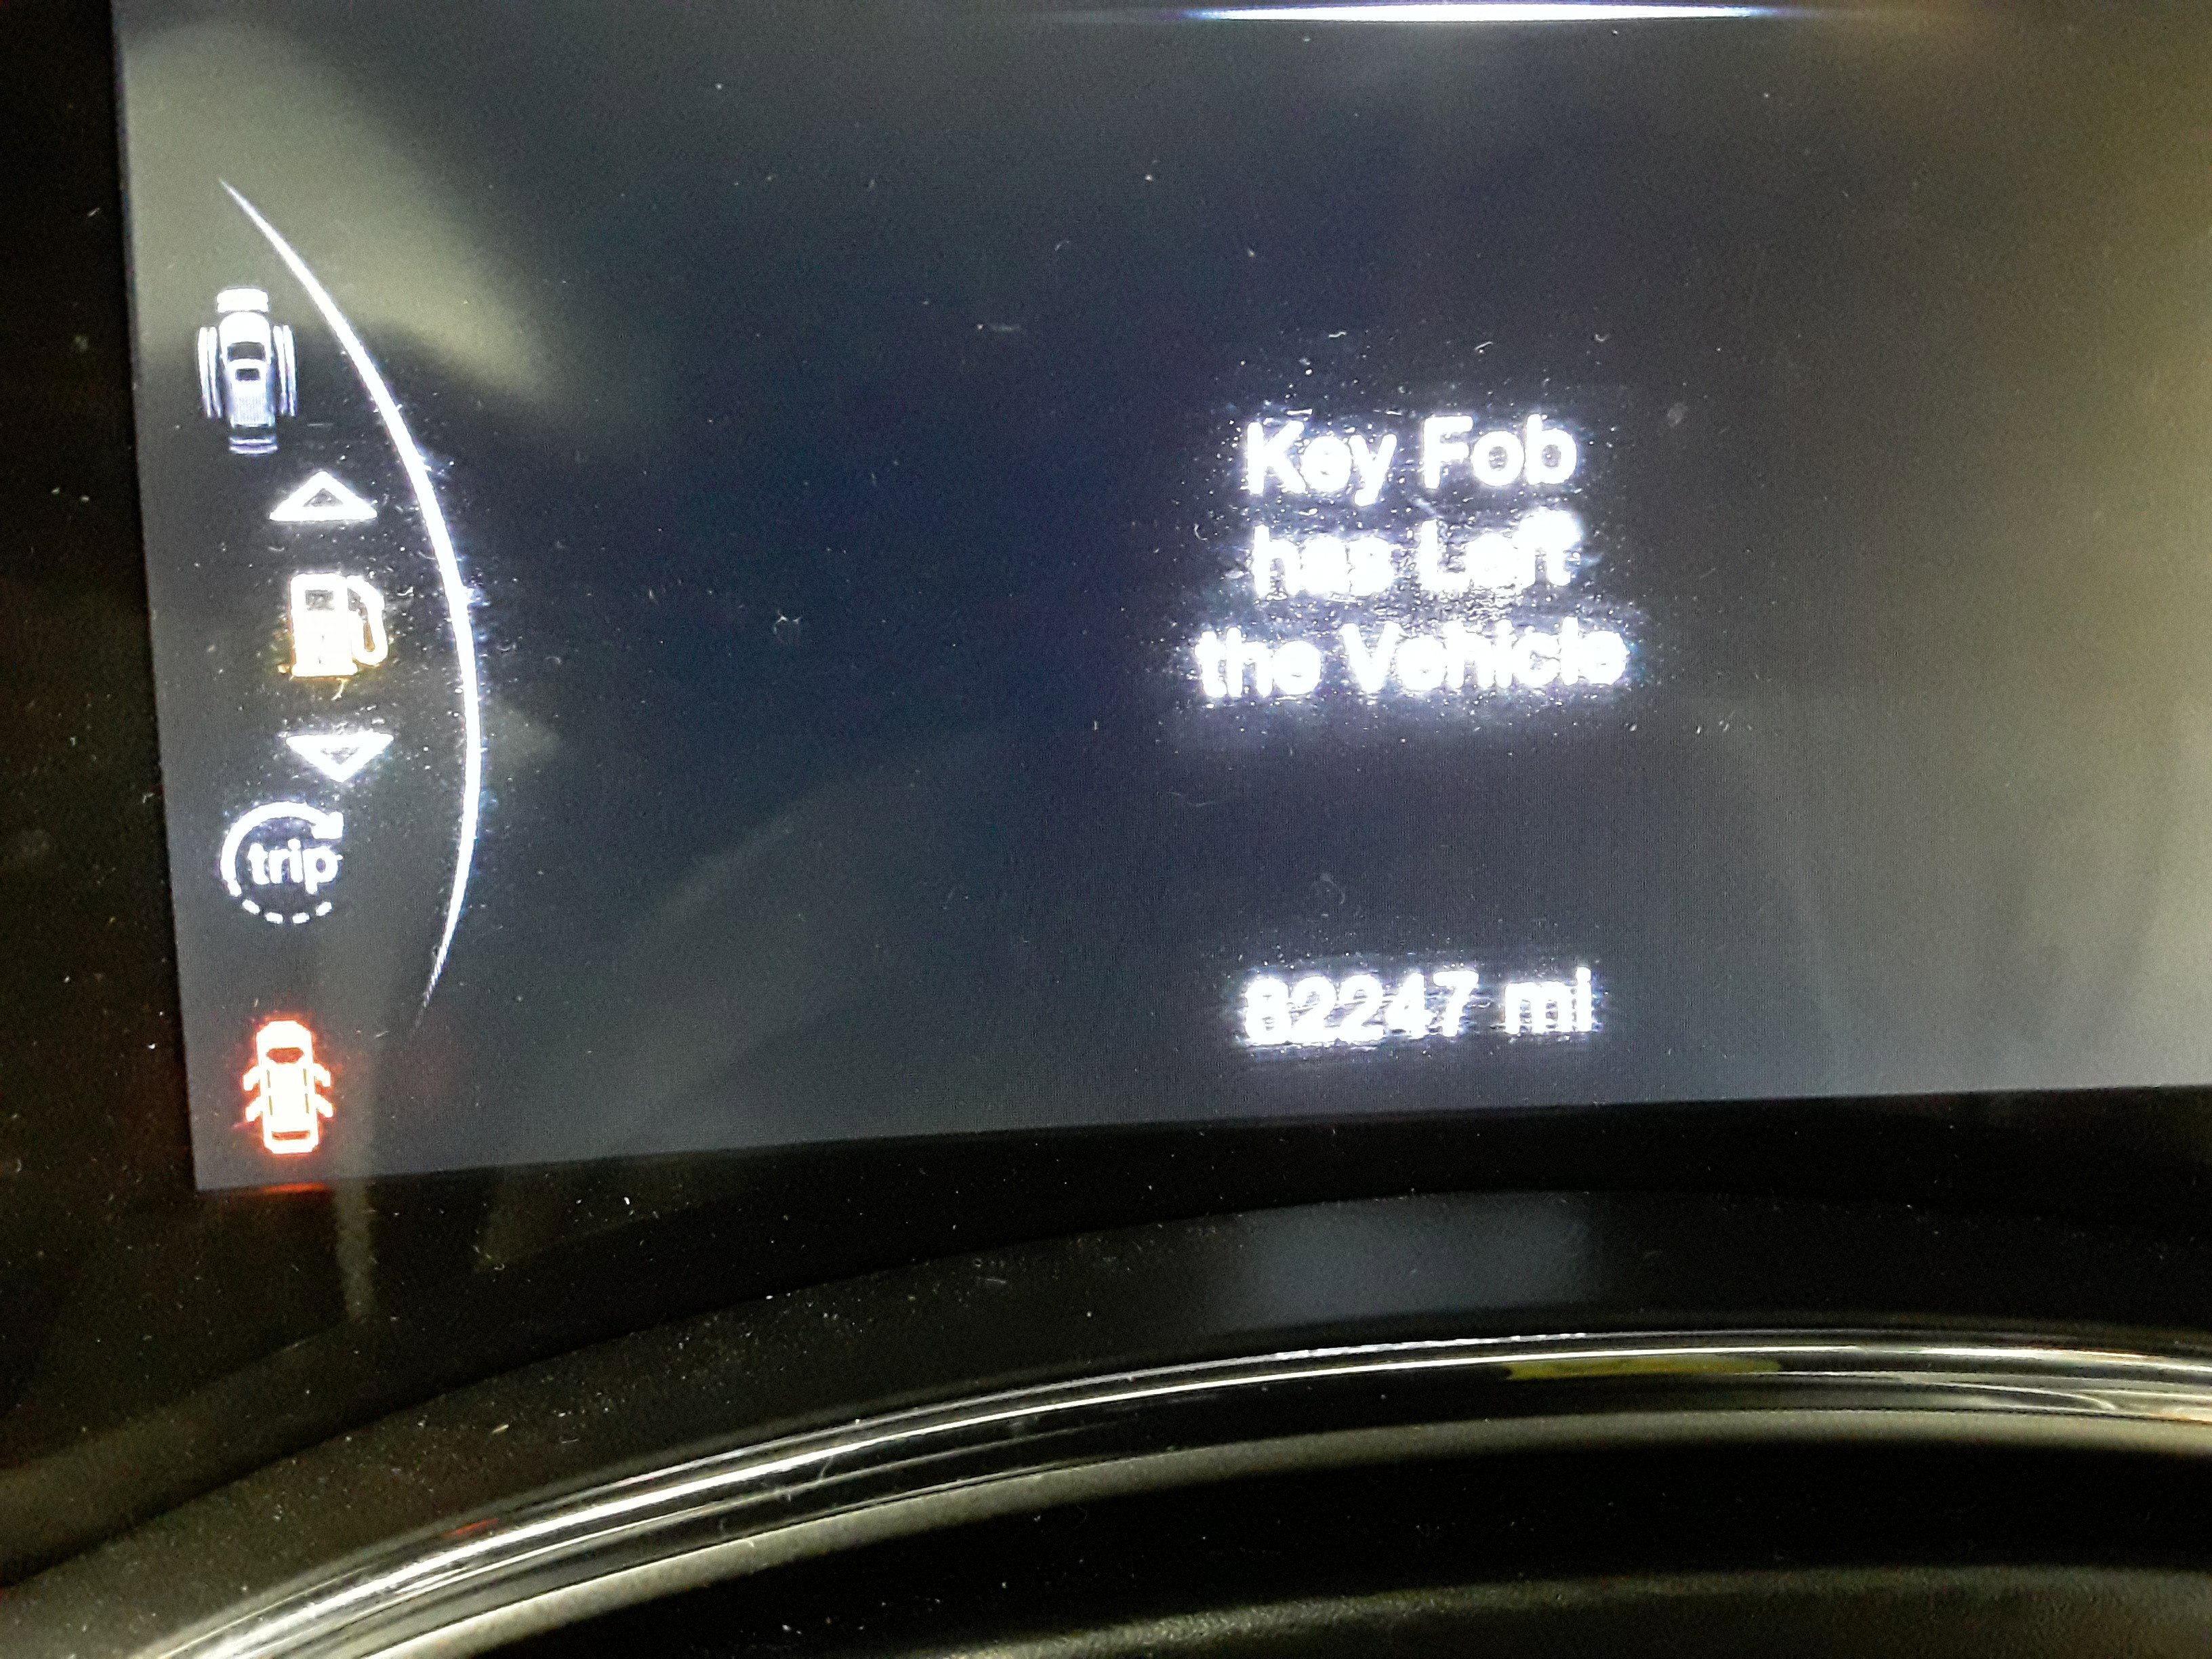 Key Fob
has Left
the Vehicle
trip
82247 mi